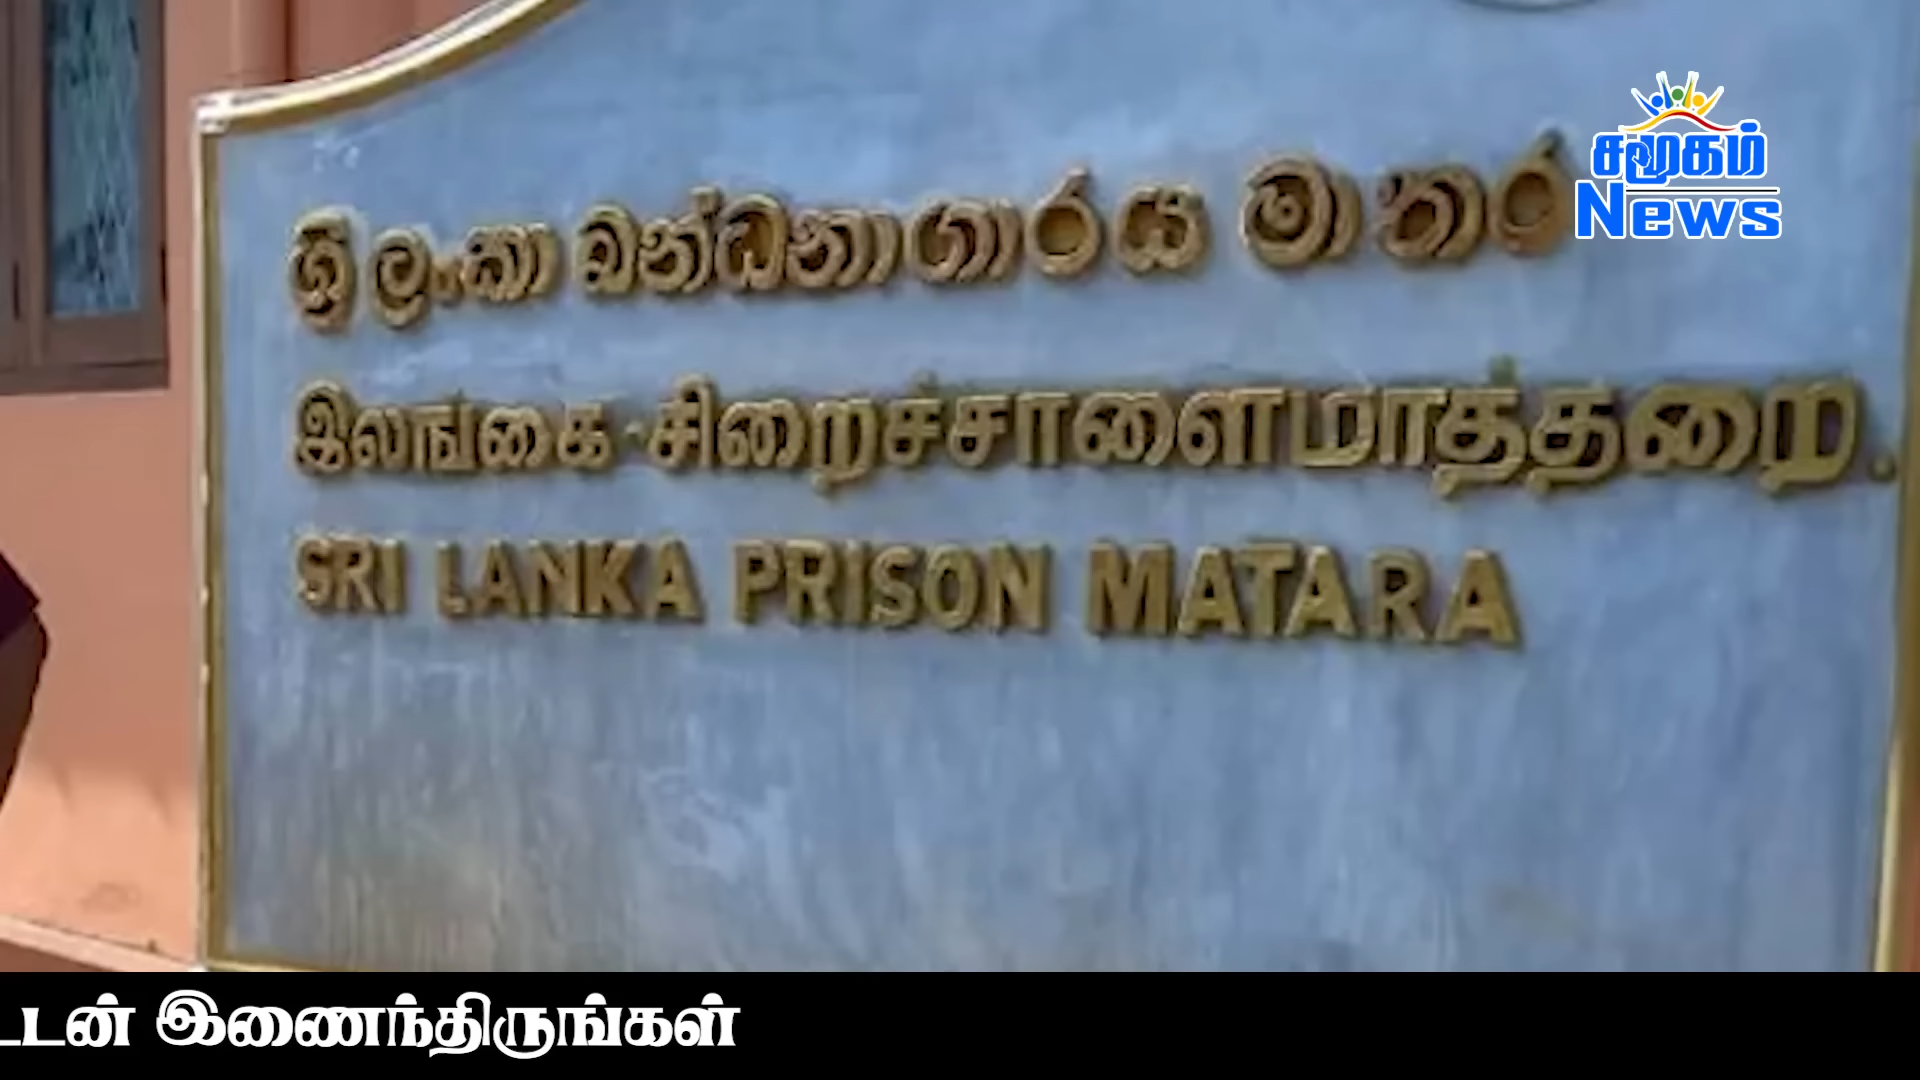 ශ්‍රී ලංකා බන්ධනාගාරය මාතර
இலங்கை சிறைச்சாளைமாத்தறை.
SRI LANKA PRISON MATARA
சமூகம்
News
டன் இணைந்திருங்கள்